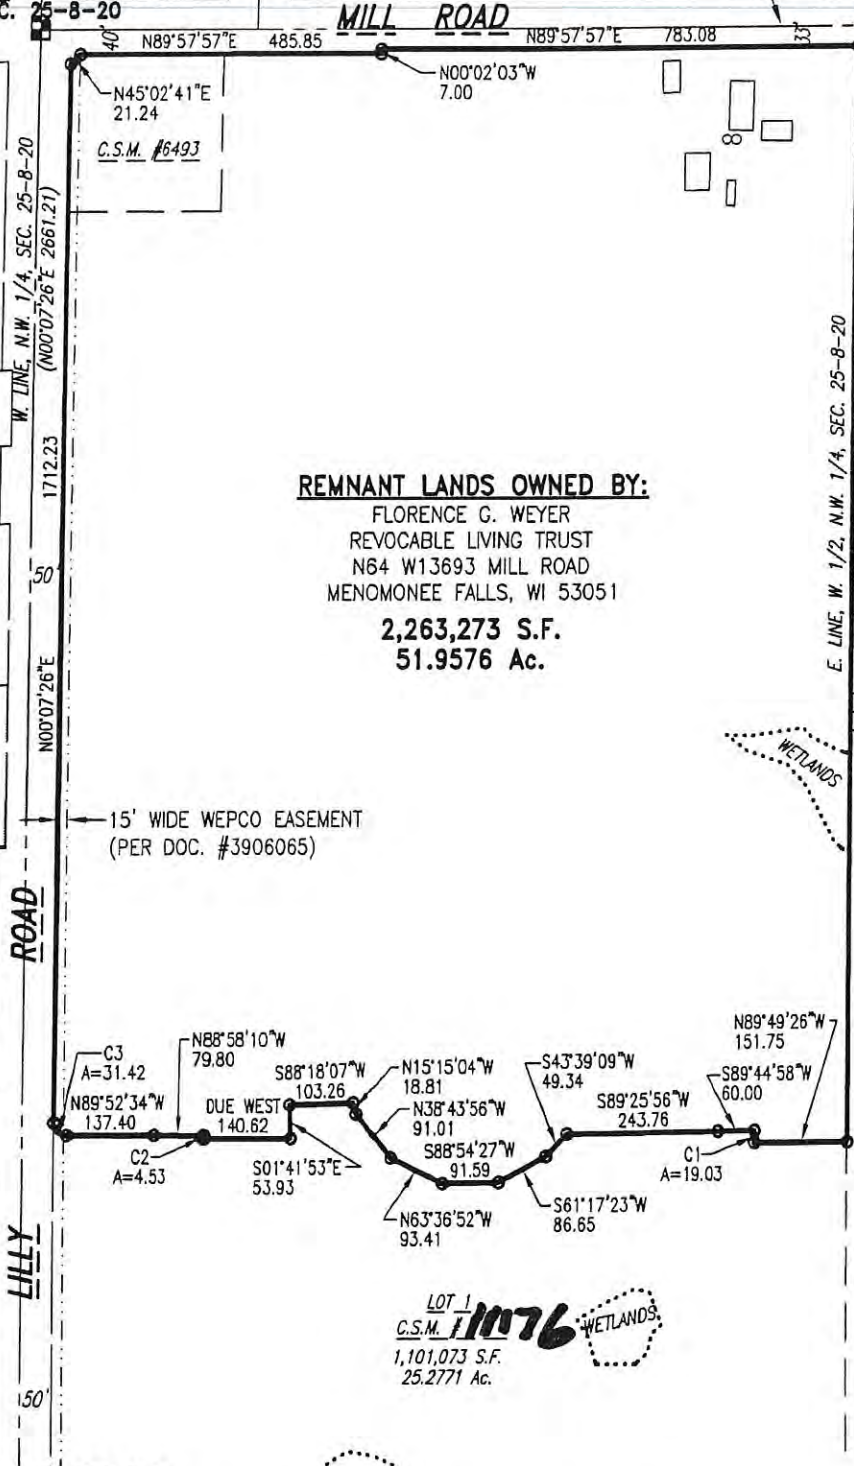 C. 25-8-20
MILL ROAD
40'
N89°57'57"E 485.85
N89°57'57"E 783.08
33'
N00°02'03"W
7.00
N45°02'41"E
21.24
C.S.M. #6493
W. LINE, N.W. 1/4, SEC. 25-8-20
(N00°07'26"E 2661.21)
1712.23
50'
N00°07'26"E
E. LINE, W. 1/2, N.W. 1/4, SEC. 25-8-20
REMNANT LANDS OWNED BY:
FLORENCE G. WEYER
REVOCABLE LIVING TRUST
N64 W13693 MILL ROAD
MENOMONEE FALLS, WI 53051
2,263,273 S.F.
51.9576 Ac.
WETLANDS
15' WIDE WEPCO EASEMENT
(PER DOC. #3906065)
LILLY ROAD
C3
A=31.42
N89°52'34"W
137.40
N88°58'10"W
79.80
C2
A=4.53
DUE WEST
140.62
S01°41'53"E
53.93
S88°18'07"W
103.26
N15°15'04"W
18.81
N38°43'56"W
91.01
N63°36'52"W
93.41
S88°54'27"W
91.59
S61°17'23"W
86.65
S43°39'09"W
49.34
S89°25'56"W
243.76
S89°44'58"W
60.00
C1
A=19.03
N89°49'26"W
151.75
LOT 1
C.S.M. #
1,101,073 S.F.
25.2771 Ac.
WETLANDS
50'